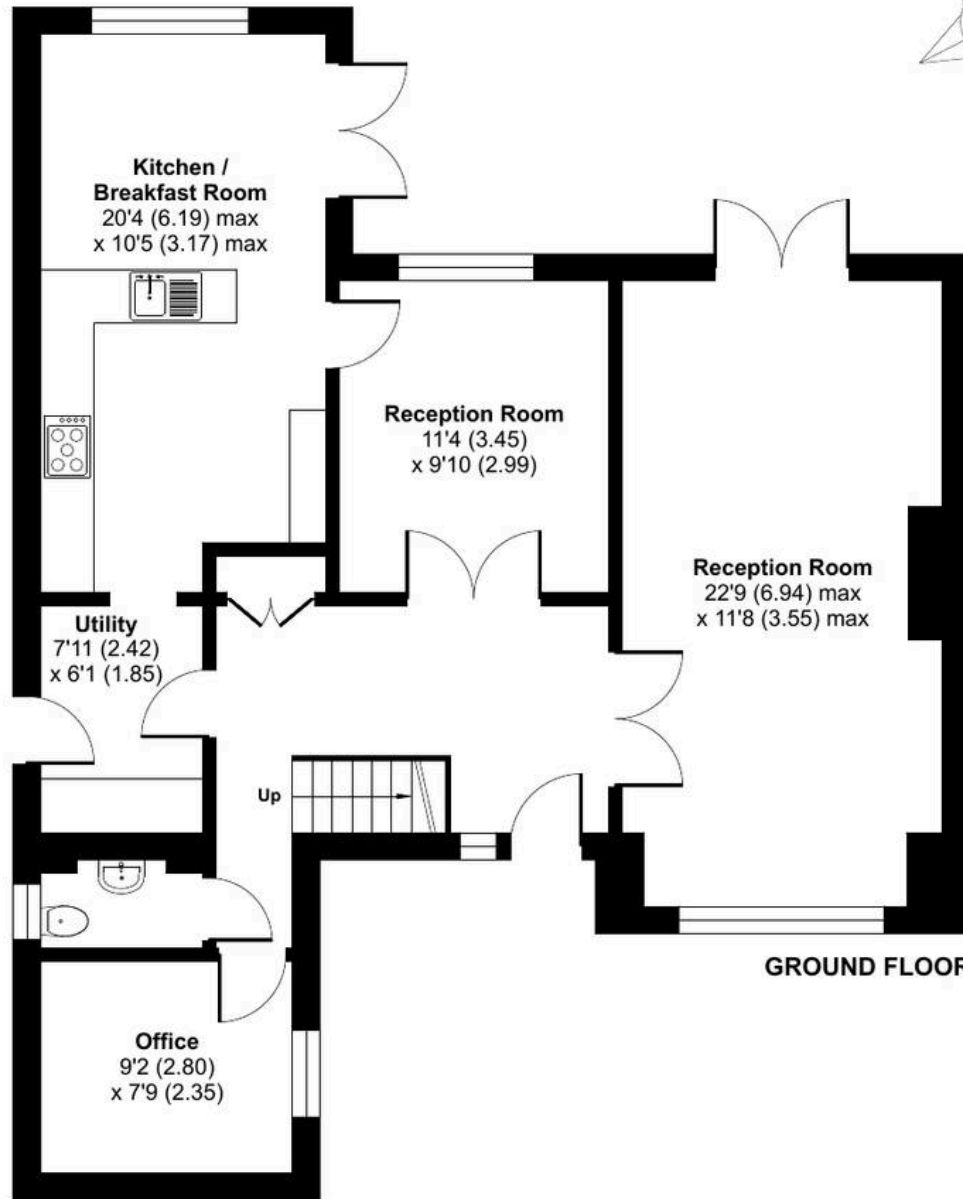 Kitchen /
Breakfast Room
20'4 (6.19) max
x 10'5 (3.17) max
Reception Room
11'4 (3.45)
x 9'10 (2.99)
Reception Room
22'9 (6.94) max
x 11'8 (3.55) max
Utility
7'11 (2.42)
x 6'1 (1.85)
Up
GROUND FLOOR
Office
9'2 (2.80)
x 7'9 (2.35)